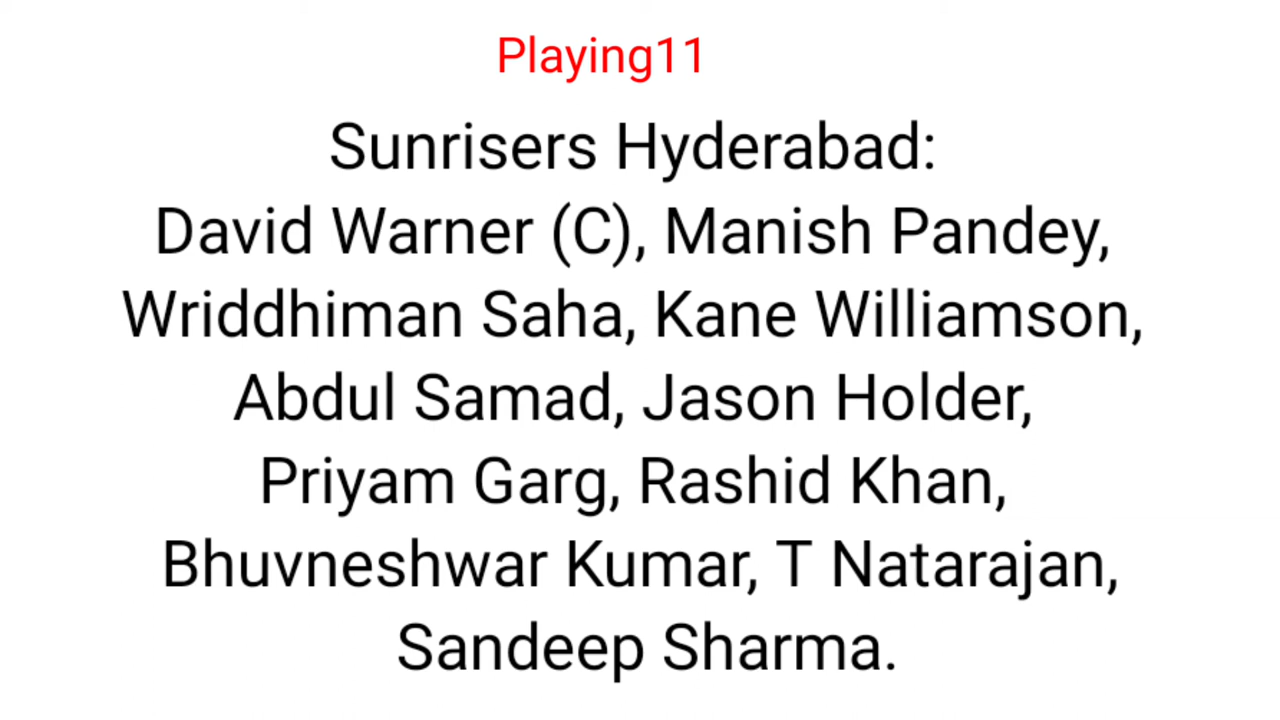 Playing11
Sunrisers Hyderabad:
David Warner (C), Manish Pandey,
Wriddhiman Saha, Kane Williamson,
Abdul Samad, Jason Holder,
Priyam Garg, Rashid Khan,
Bhuvneshwar Kumar, T Natarajan,
Sandeep Sharma.